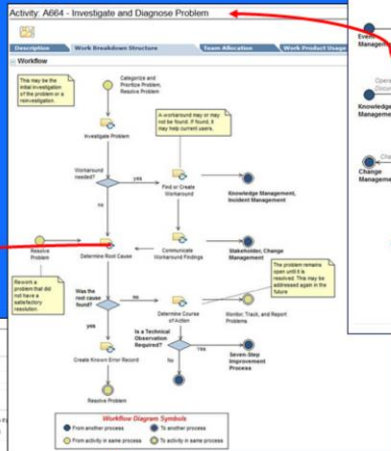 Activity: A664 - Investigate and Diagnose Problem
Description
Work Breakdown Structure
Team Allocation
Work Product Usage
Workflow
This may be the
initial investigation
of the problem or a
reinvestigation.
Categorize and
Prioritize Problem,
Resolve Problem
A workaround may or may
not be found. If found, it
may help current users.
Investigate Problem
Workaround
needed?
yes
no
Find or Create
Workaround
Knowledge Management,
Incident Management
Resolve
Problem
Determine Root Cause
Communicate
Workaround Findings
Stakeholder, Change
Management
Rework a
problem that did
not have a
satisfactory
resolution.
The problem remains
open until it is
resolved. This may be
addressed again in the
future
Was the
root cause
found?
no
yes
Determine Course
of Action
Monitor, Track, and Report
Problems
Is a Technical
Observation
Required?
Yes
No
Create Known Error Record
Seven-Step
Improvement
Process
Resolve Problem
Workflow Diagram Symbols
From another process
To another process
From activity in same process
To activity in same process
Event
Knowledge
Change